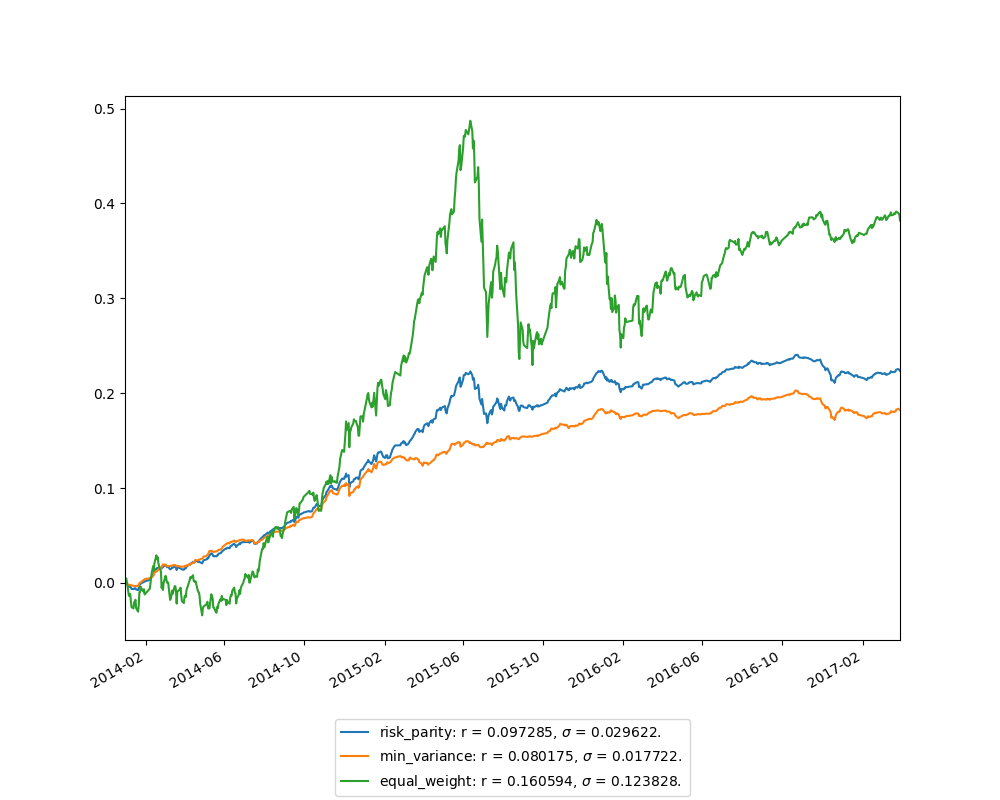 0.5
0.4
0.3
0.2
0.1
0.0
2014-02 2014-06 2014-10 2015-02 2015-06 2015-10 2016-02 2016-06 2016-10 2017-02
risk_parity: r = 0.097285, σ = 0.029622.
min_variance: r = 0.080175, σ = 0.017722.
equal_weight: r = 0.160594, σ = 0.123828.